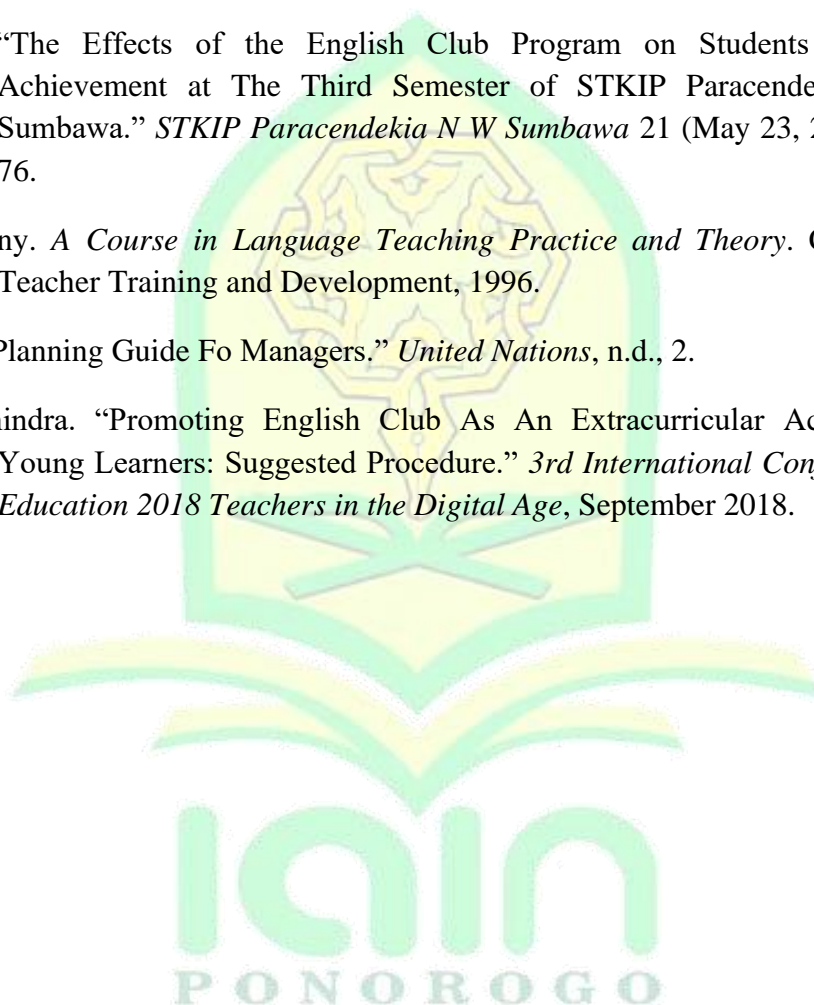 “The Effects of the English Club Program on Students
Achievement at The Third Semester of STKIP Paracende
Sumbawa.” STKIP Paracendekia N W Sumbawa 21 (May 23, 2
76.
ny. A Course in Language Teaching Practice and Theory.
Teacher Training and Development, 1996.
Planning Guide Fo Managers.” United Nations, n.d., 2.
indra. “Promoting English Club As An Extracurricular Ac
Young Learners: Suggested Procedure.” 3rd International Con
Education 2018 Teachers in the Digital Age, September 2018.
IAIN
PONOROGO